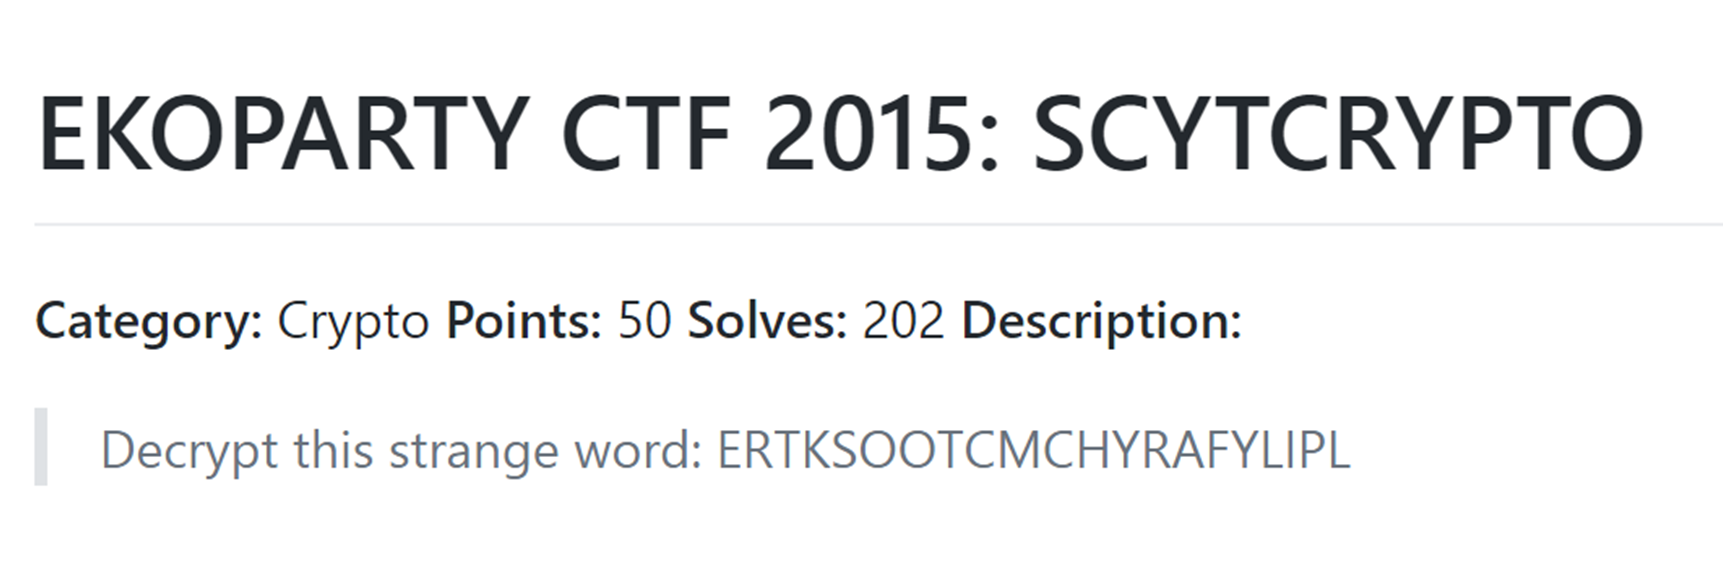 EKOPARTY CTF 2015: SCYTCRYPTO
Category: Crypto Points: 50 Solves: 202 Description:
Decrypt this strange word: ERTKSOOTCMCHYRAFYLIPL